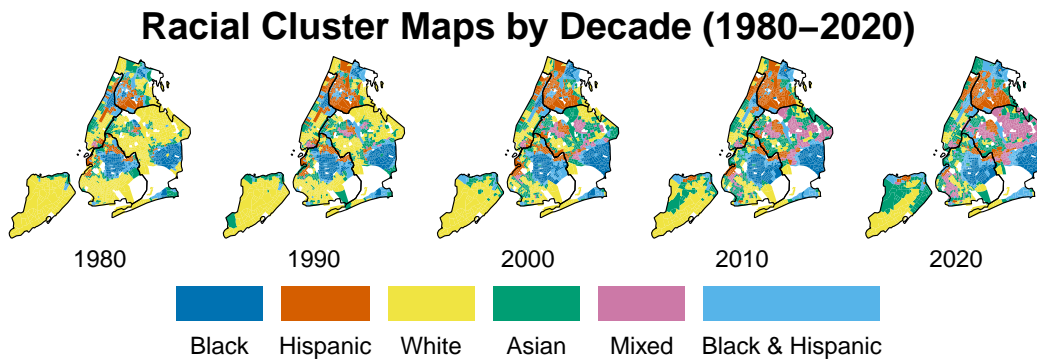 Racial Cluster Maps by Decade (1980–2020)
1980 1990 2000 2010 2020
Black Hispanic White Asian Mixed Black & Hispanic